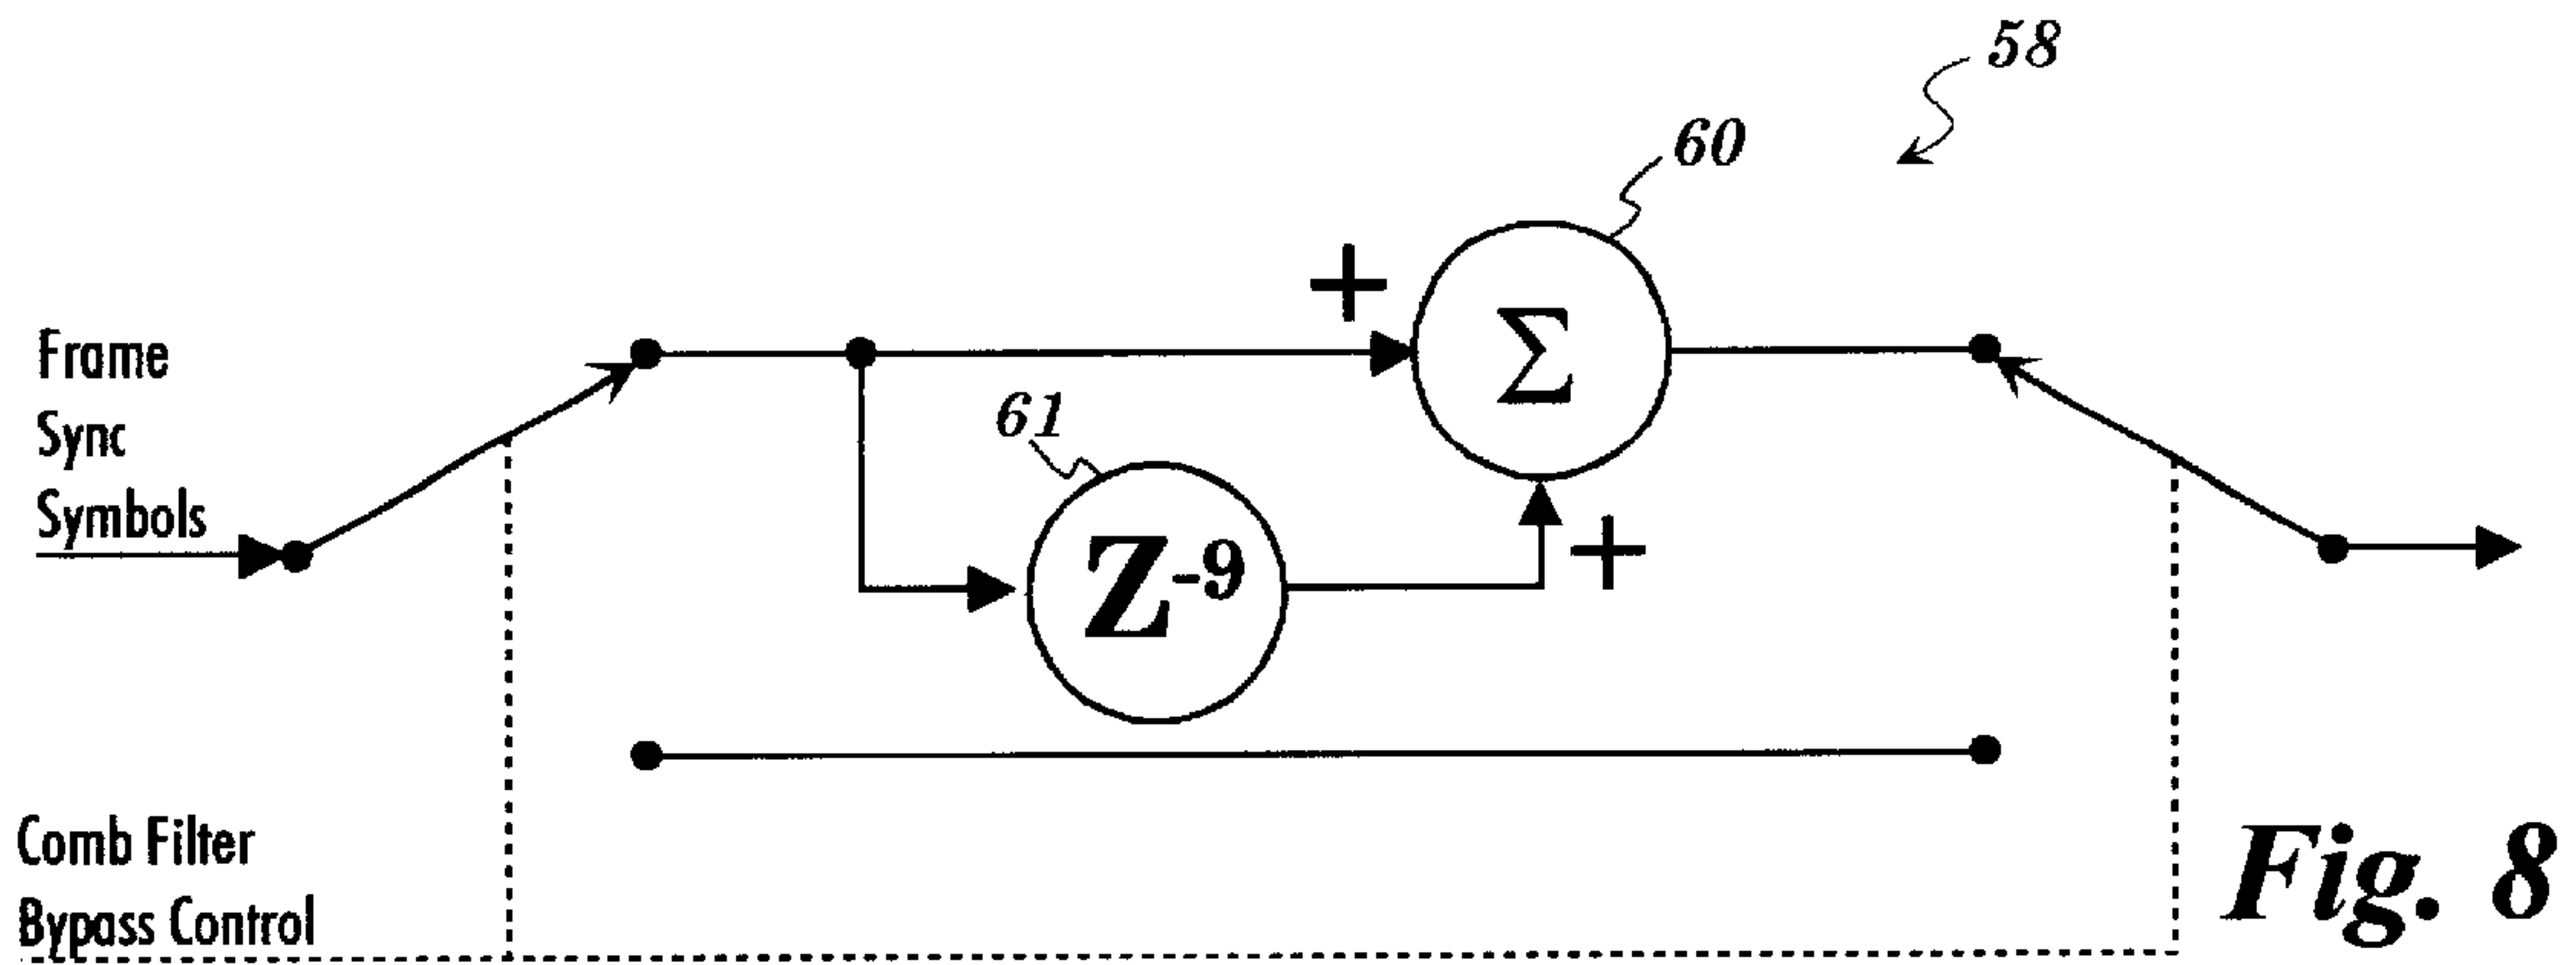 58
60
+
Frame
Sync
Symbols
Σ
61
Z-9
+
Comb Filter
Bypass Control
Fig. 8